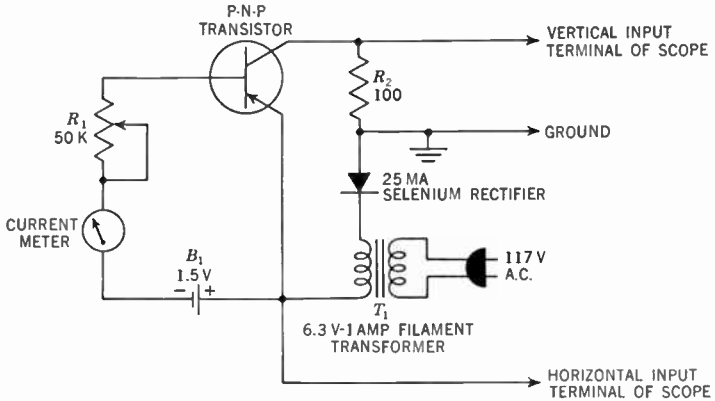 P-N-P
TRANSISTOR
VERTICAL INPUT
TERMINAL OF SCOPE
R2
100
R1
50 K
GROUND
25 MA
SELENIUM RECTIFIER
CURRENT
METER
B1
1.5 V
- +
117 V
A.C.
T1
6.3 V-1 AMP FILAMENT
TRANSFORMER
HORIZONTAL INPUT
TERMINAL OF SCOPE